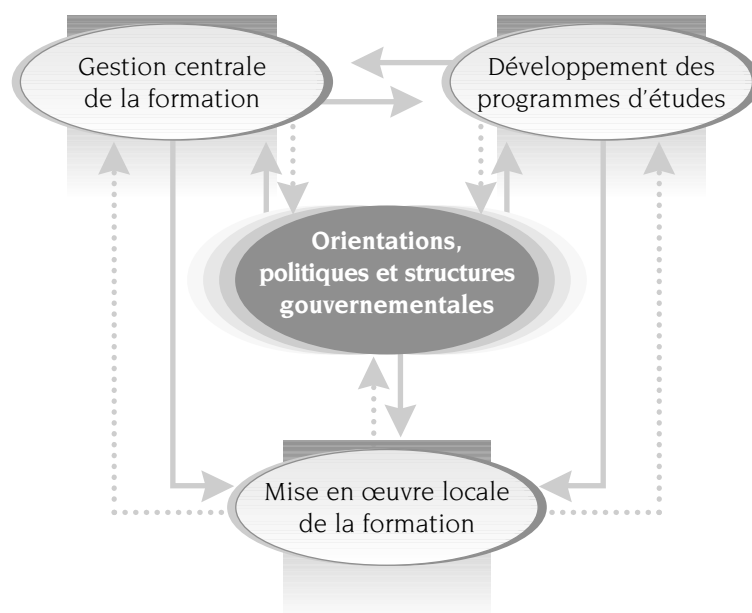 Gestion centrale
de la formation
Développement des
programmes d'études
Orientations,
politiques et structures
gouvernementales
Mise en œuvre locale
de la formation